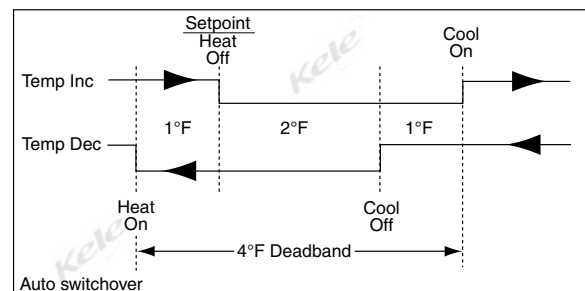 Setpoint
Heat
Off
Cool
On
Temp Inc
1°F
2°F
1°F
Temp Dec
Heat
On
Cool
Off
4°F Deadband
Auto switchover
Kele
Kele